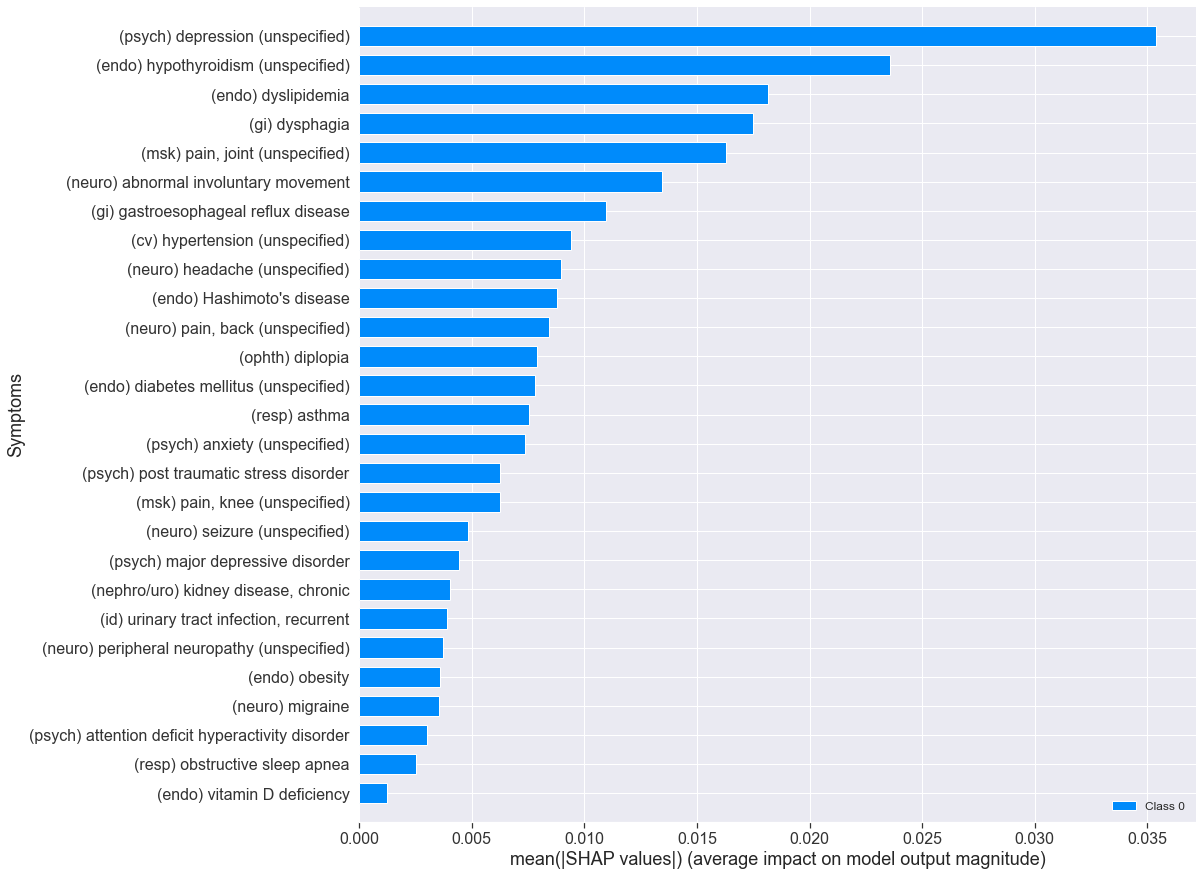 (psych) depression (unspecified)
(endo) hypothyroidism (unspecified)
(endo) dyslipidemia
(gi) dysphagia
(msk) pain, joint (unspecified)
(neuro) abnormal involuntary movement
(gi) gastroesophageal reflux disease
(cv) hypertension (unspecified)
(neuro) headache (unspecified)
(endo) Hashimoto's disease
(neuro) pain, back (unspecified)
(ophth) diplopia
(endo) diabetes mellitus (unspecified)
(resp) asthma
(psych) anxiety (unspecified)
(psych) post traumatic stress disorder
(msk) pain, knee (unspecified)
(neuro) seizure (unspecified)
(psych) major depressive disorder
(nephro/uro) kidney disease, chronic
(id) urinary tract infection, recurrent
(neuro) peripheral neuropathy (unspecified)
(endo) obesity
(neuro) migraine
(psych) attention deficit hyperactivity disorder
(resp) obstructive sleep apnea
(endo) vitamin D deficiency
Symptoms
Class 0
0.000 0.005 0.010 0.015 0.020 0.025 0.030 0.035
mean(|SHAP values|) (average impact on model output magnitude)